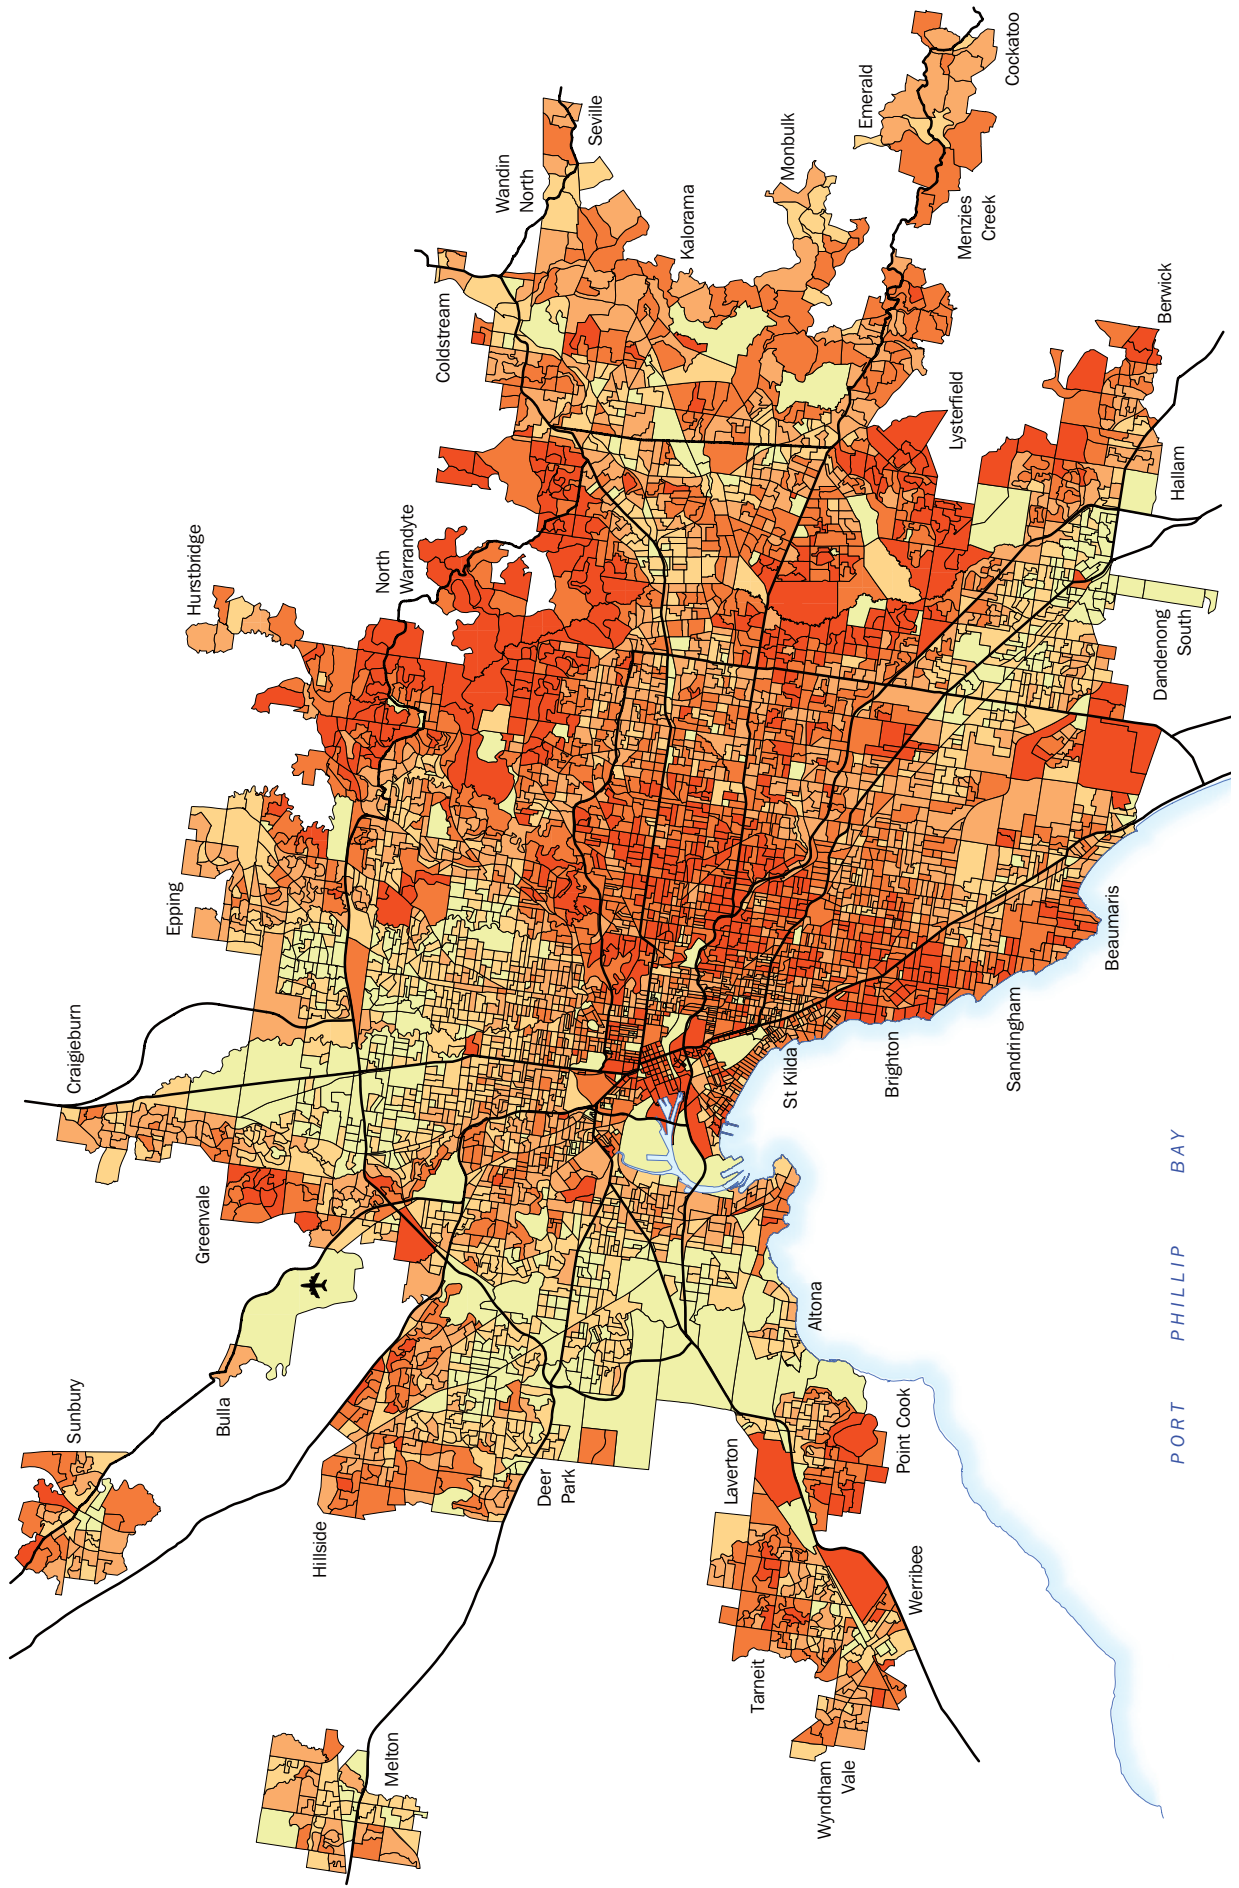 Cockatoo
Emerald
Seville
Monbulk
Wandin
North
Kalorama
Menzies
Creek
Berwick
Coldstream
Lysterfield
Hallam
North
Warrandyte
Hurstbridge
Dandenong
South
Epping
Beaumaris
Craigieburn
Sandringham
Brighton
St Kilda
Greenvale
Altona
PORT PHILLIP BAY
Sunbury
Bulla
Point Cook
Deer
Park
Laverton
Hillside
Werribee
Tarneit
Melton
Wyndham
Vale